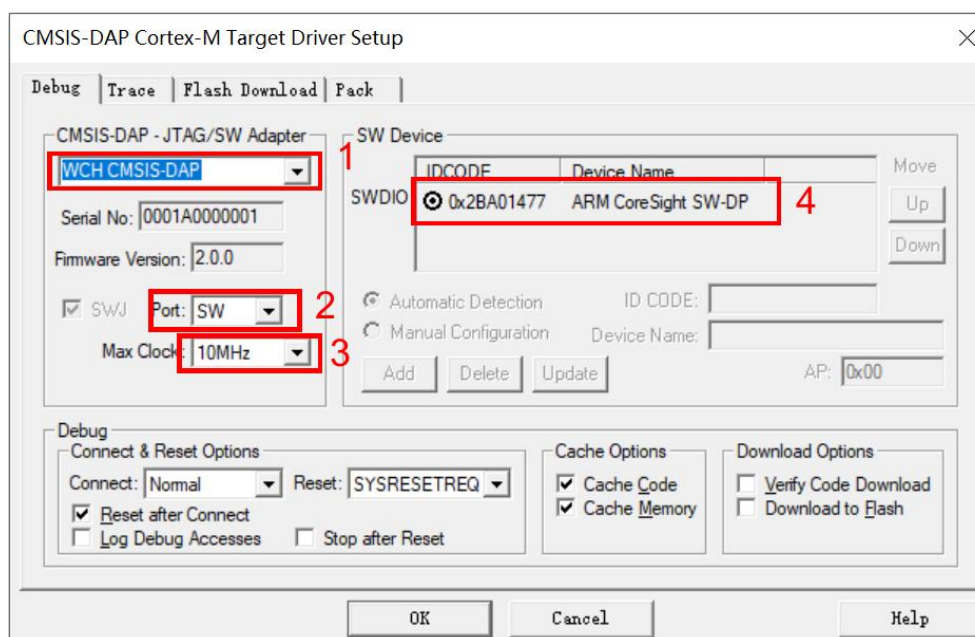 CMSIS-DAP Cortex-M Target Driver Setup
Debug Trace Flash Download Pack
CMSIS-DAP - JTAG/SW Adapter
WCH CMSIS-DAP
1
Serial No: 0001A0000001
Firmware Version: 2.0.0
SWJ Port: SW
2
Max Clock: 10MHz
3
SW Device
IDCODE Device Name
SWDIO 0x2BA01477 ARM CoreSight SW-DP
4
Move
Up
Down
Automatic Detection ID CODE:
Manual Configuration Device Name:
Add Delete Update AP: 0x00
Debug
Connect & Reset Options
Connect: Normal Reset: SYSRESETREQ
Reset after Connect
Log Debug Accesses Stop after Reset
Cache Options
Cache Code
Cache Memory
Download Options
Verify Code Download
Download to Flash
OK Cancel Help